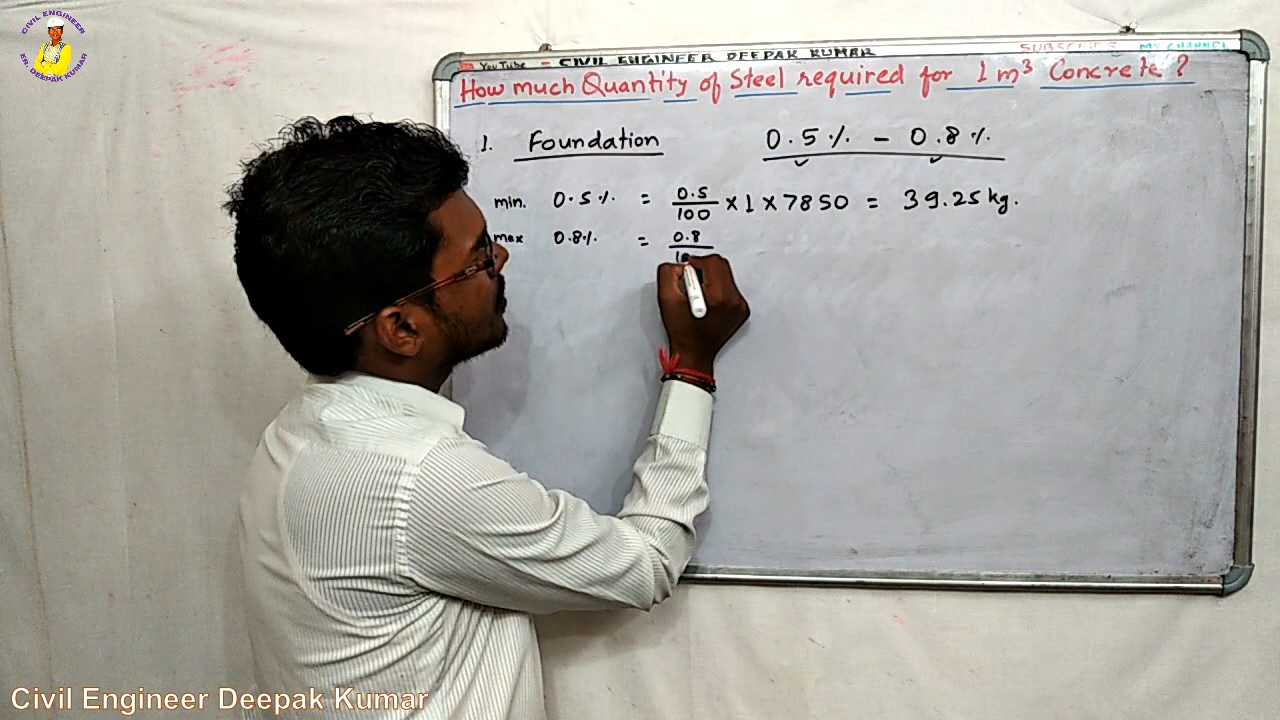 CIVIL ENGINEER
ER. DEEPAK KUMAR
YouTube - CIVIL ENGINEER DEEPAK KUMAR SUBSCRIBE MY CHANNEL
How much Quantity of Steel required for 1 m³ Concrete ?
1. Foundation 0.5% - 0.8%
min. 0.5% = 0.5/100 x 1 x 7850 = 39.25 kg.
max 0.8% = 0.8/10
Civil Engineer Deepak Kumar